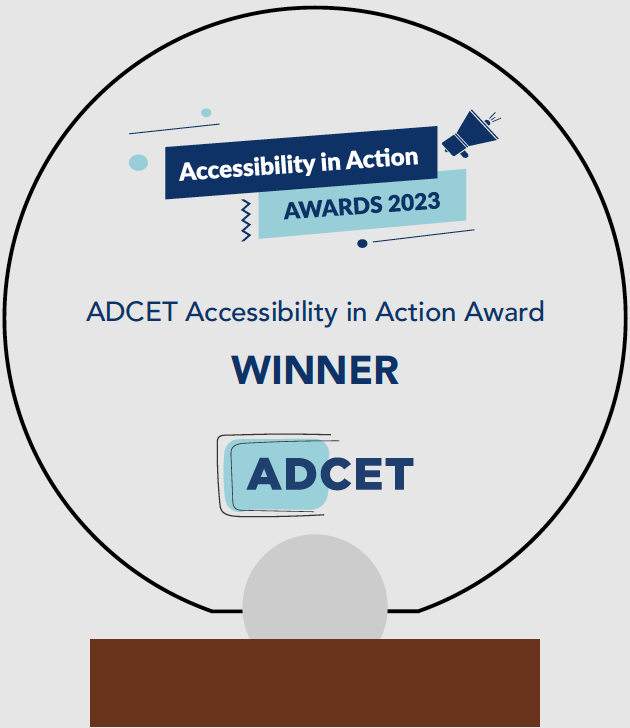 Accessibility in Action
AWARDS 2023
ADCET Accessibility in Action Award
WINNER
ADCET